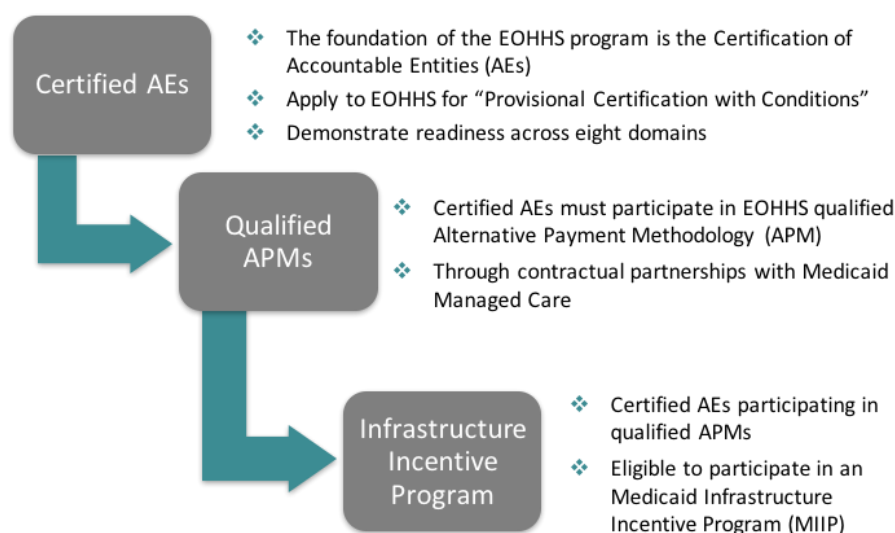 Certified AEs
The foundation of the EOHHS program is the Certification of
Accountable Entities (AEs)
Apply to EOHHS for “Provisional Certification with Conditions”
Demonstrate readiness across eight domains
Qualified
APMs
Certified AEs must participate in EOHHS qualified
Alternative Payment Methodology (APM)
Through contractual partnerships with Medicaid
Managed Care
Infrastructure
Incentive
Program
Certified AEs participating in
qualified APMs
Eligible to participate in an
Medicaid Infrastructure
Incentive Program (MIIP)